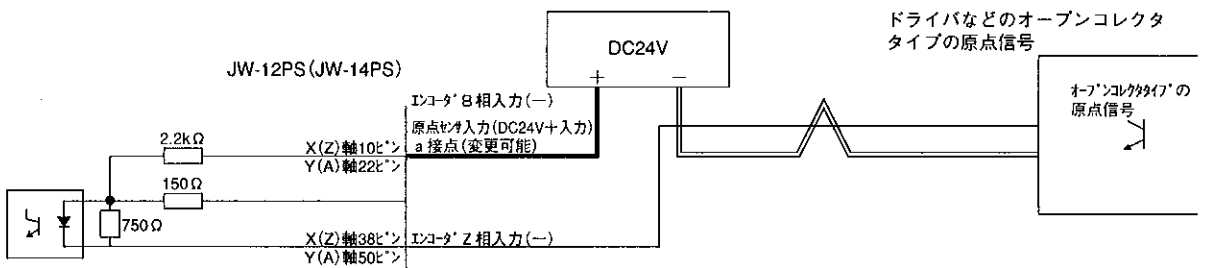 ドライバなどのオープンコレクタ
タイプの原点信号
DC24V
+
−
JW-12PS(JW-14PS)
オープンコレクタタイプの
原点信号
エンコーダB相入力(−)
原点センサ入力(DC24V+入力)
a接点(変更可能)
2.2kΩ
X(Z)軸10ピン
Y(A)軸22ピン
150Ω
750Ω
X(Z)軸38ピン
エンコーダZ相入力(−)
Y(A)軸50ピン